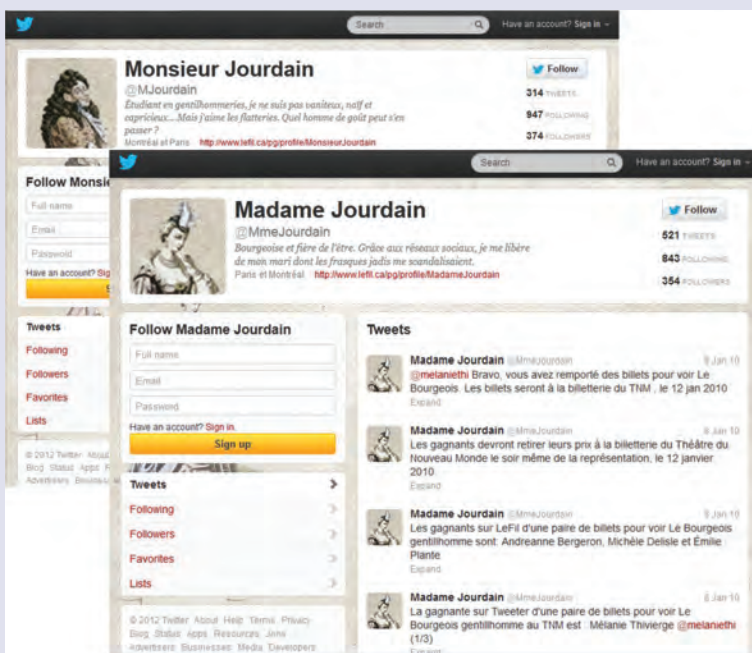 Search
Have an account? Sign in
Monsieur Jourdain
@MJourdain
Étudiant en gentilhommeries, je ne suis pas vaniteux, naïf et
capricieux... Mais j'aime les flatteries. Quel homme de goût peut s'en
passer ?
Montréal et Paris http://www.lefil.ca/pg/profile/MonsieurJourdain
Follow
314 TWEETS
947 FOLLOWING
374 FOLLOWERS
Follow Monsi
Full name
Email
Password
Have an account? Sig
S
Tweets
Following
Followers
Favorites
Lists
© 2012 Twitter About
Blog Status Apps R
Advertisers
Search
Have an account? Sign in
Madame Jourdain
@MmeJourdain
Bourgeoise et fière de l'être. Grâce aux réseaux sociaux, je me libère
de mon mari dont les frasques jadis me scandalisaient.
Paris et Montréal http://www.lefil.ca/pg/profile/MadameJourdain
Follow
521 TWEETS
843 FOLLOWING
354 FOLLOWERS
Follow Madame Jourdain
Full name
Email
Password
Have an account? Sign in.
Sign up
Tweets
Following
Followers
Favorites
Lists
© 2012 Twitter About Help Terms Privacy
Blog Status Apps Resources Jobs
Advertisers Businesses Media Developers
Tweets
Madame Jourdain @MmeJourdain 9 Jan 10
@melaniethi Bravo, vous avez remporté des billets pour voir Le
Bourgeois. Les billets seront à la billetterie du TNM , le 12 jan 2010
Expand
Madame Jourdain @MmeJourdain 9 Jan 10
Les gagnants devront retirer leurs prix à la billetterie du Théâtre du
Nouveau Monde le soir même de la représentation, le 12 janvier
2010.
Expand
Madame Jourdain @MmeJourdain Jan 10
Les gagnants sur LeFil d'une paire de billets pour voir Le Bourgeois
gentilhomme sont: Andreanne Bergeron, Michèle Delisle et Émilie
Plante
Expand
Madame Jourdain @MmeJourdain Jan 10
La gagnante sur Tweeter d'une paire de billets pour voir Le
Bourgeois gentilhomme au TNM est : Mélanie Thivierge @melaniethi
(1/3)
Expand